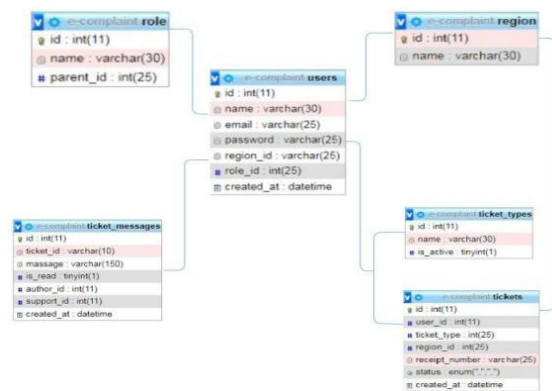 e-complaint role
id : int(11)
name : varchar(30)
parent_id : int(25)
e-complaint region
id : int(11)
name : varchar(30)
e-complaint users
id : int(11)
name : varchar(30)
email : varchar(25)
password : varchar(25)
region_id : varchar(25)
role_id : int(25)
created_at : datetime
e-complaint ticket_messages
id : int(11)
ticket_id : varchar(10)
massage : varchar(150)
is_read : tinyint(1)
author_id : int(11)
support_id : int(11)
created_at : datetime
e-complaint ticket_types
id : int(11)
name : varchar(30)
is_active : tinyint(1)
e-complaint tickets
id : int(11)
user_id : int(11)
ticket_type : int(25)
region_id : int(25)
receipt_number : varchar(25)
status : enum('','','')
created_at : datetime